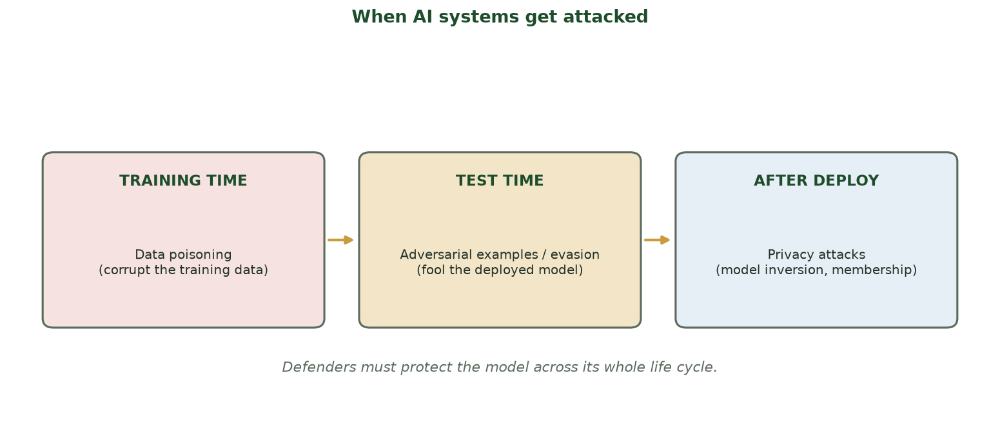 When AI systems get attacked
TRAINING TIME
Data poisoning
(corrupt the training data)
TEST TIME
Adversarial examples / evasion
(fool the deployed model)
AFTER DEPLOY
Privacy attacks
(model inversion, membership)
Defenders must protect the model across its whole life cycle.